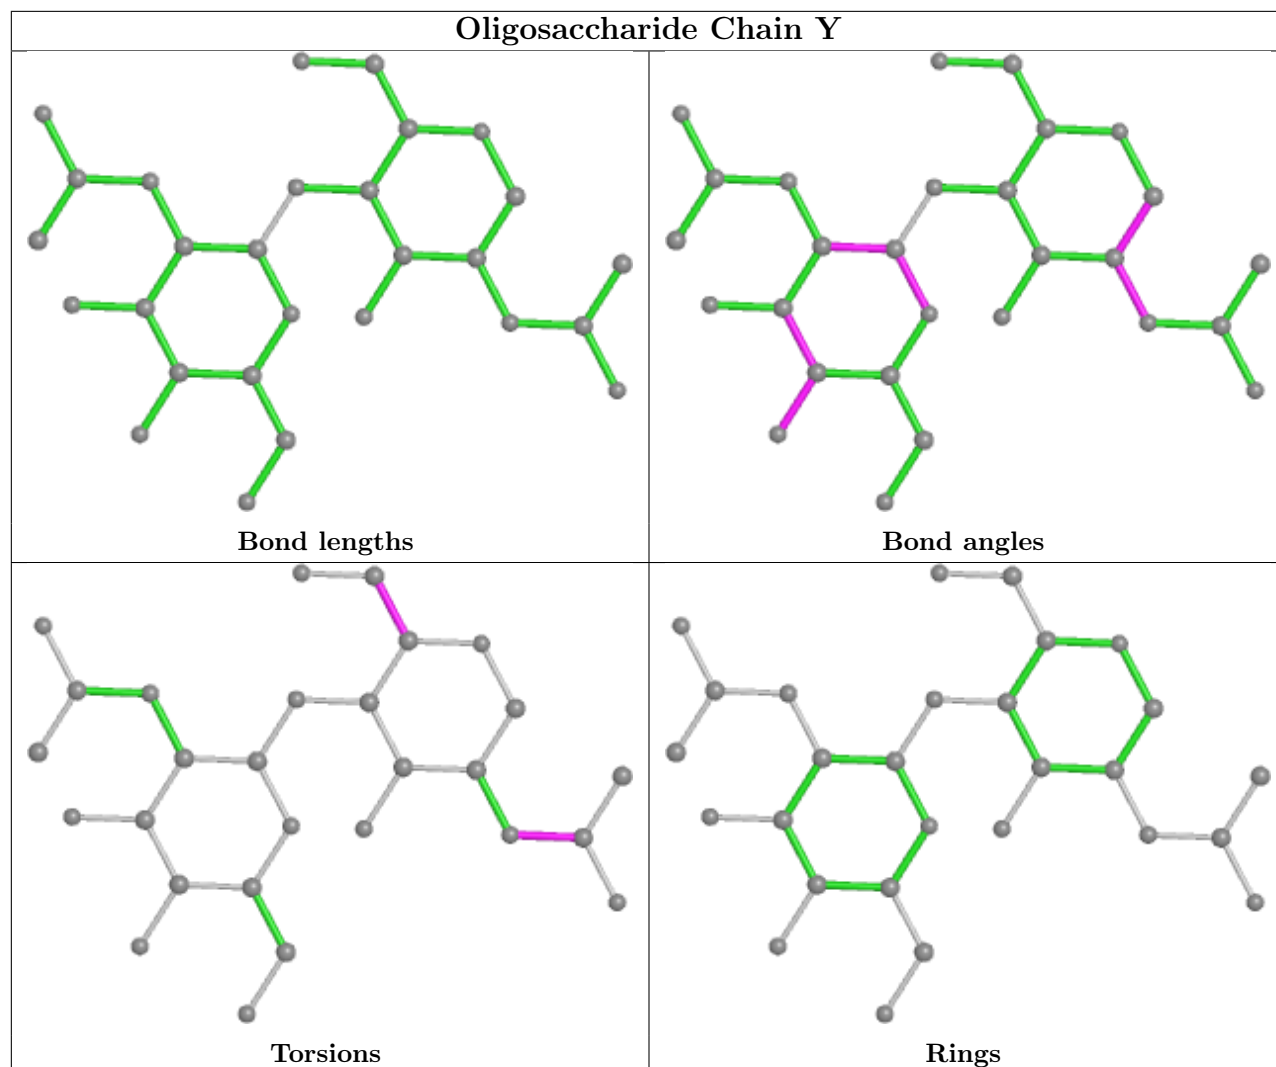 Oligosaccharide Chain Y
Bond lengths
Bond angles
Torsions
Rings